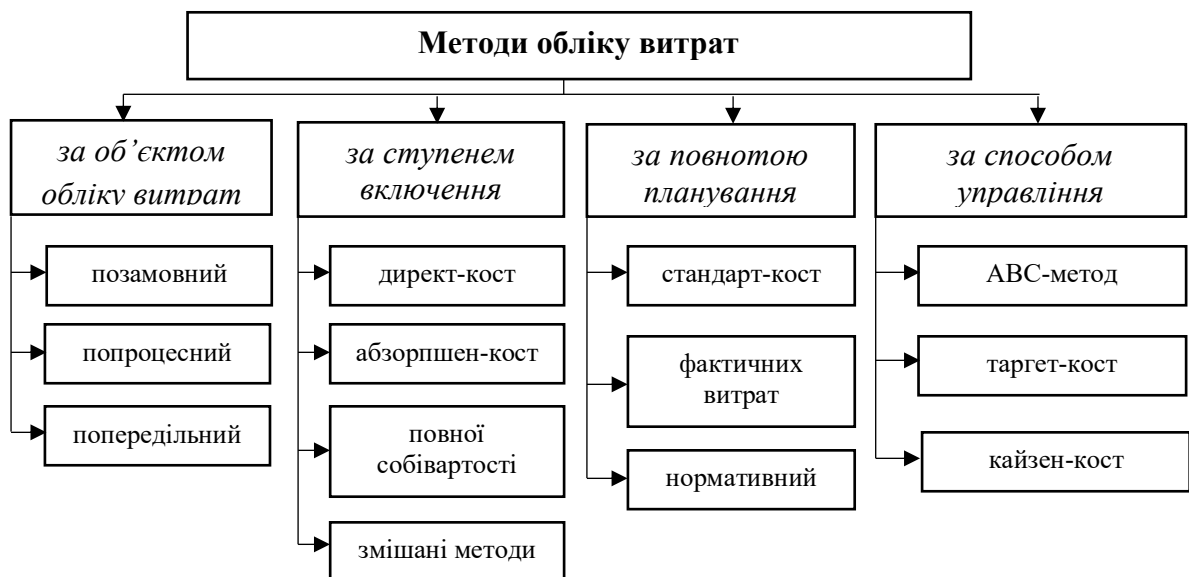 Методи обліку витрат
за об’єктом
обліку витрат
позамовний
попроцесний
попередільний
за ступенем
включення
директ-кост
абзорпшен-кост
повної
собівартості
змішані методи
за повнотою
планування
стандарт-кост
фактичних
витрат
нормативний
за способом
управління
АВС-метод
таргет-кост
кайзен-кост